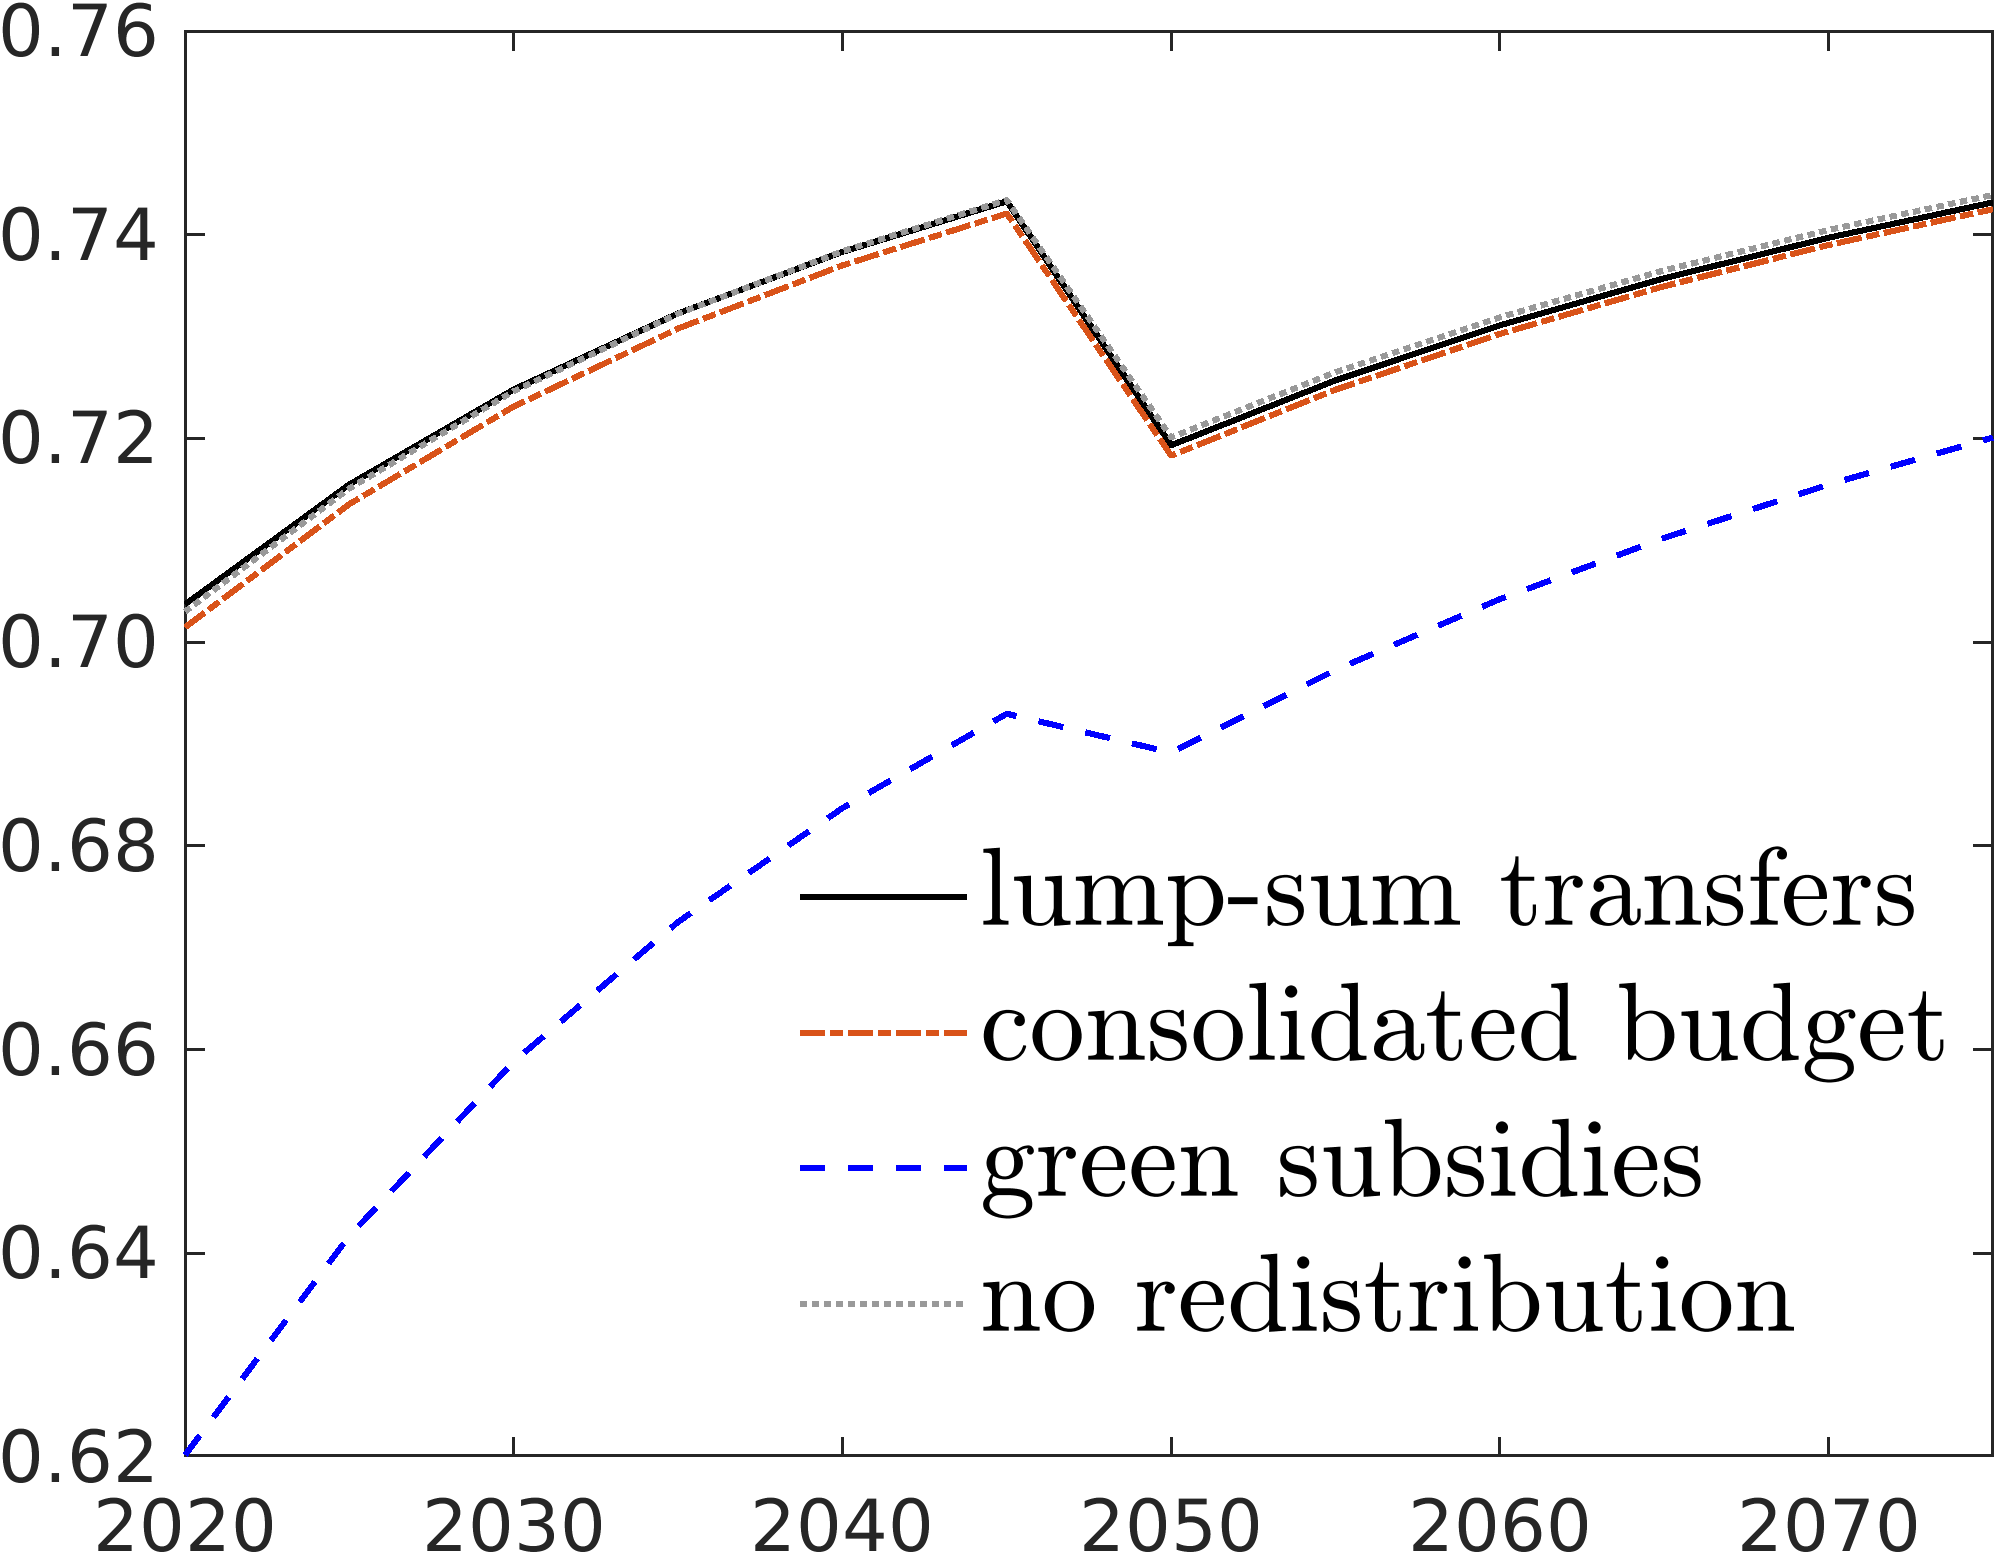 0.76
0.74
0.72
0.70
0.68
0.66
0.64
0.62
2020 2030 2040 2050 2060 2070
lump-sum transfers
consolidated budget
green subsidies
no redistribution